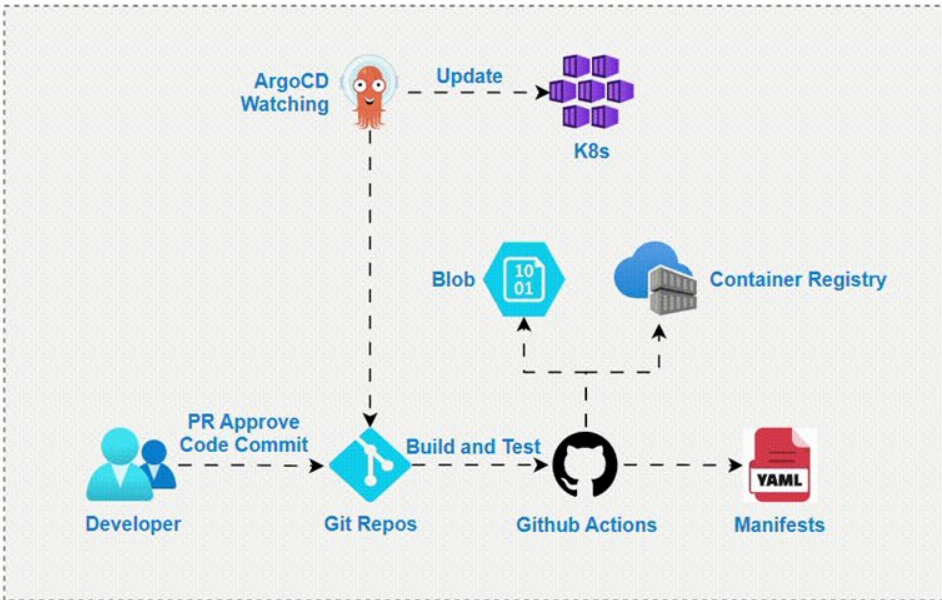 ArgoCD
Watching
Update
K8s
Blob
10
01
Container Registry
PR Approve
Code Commit
Build and Test
YAML
Developer
Git Repos
Github Actions
Manifests